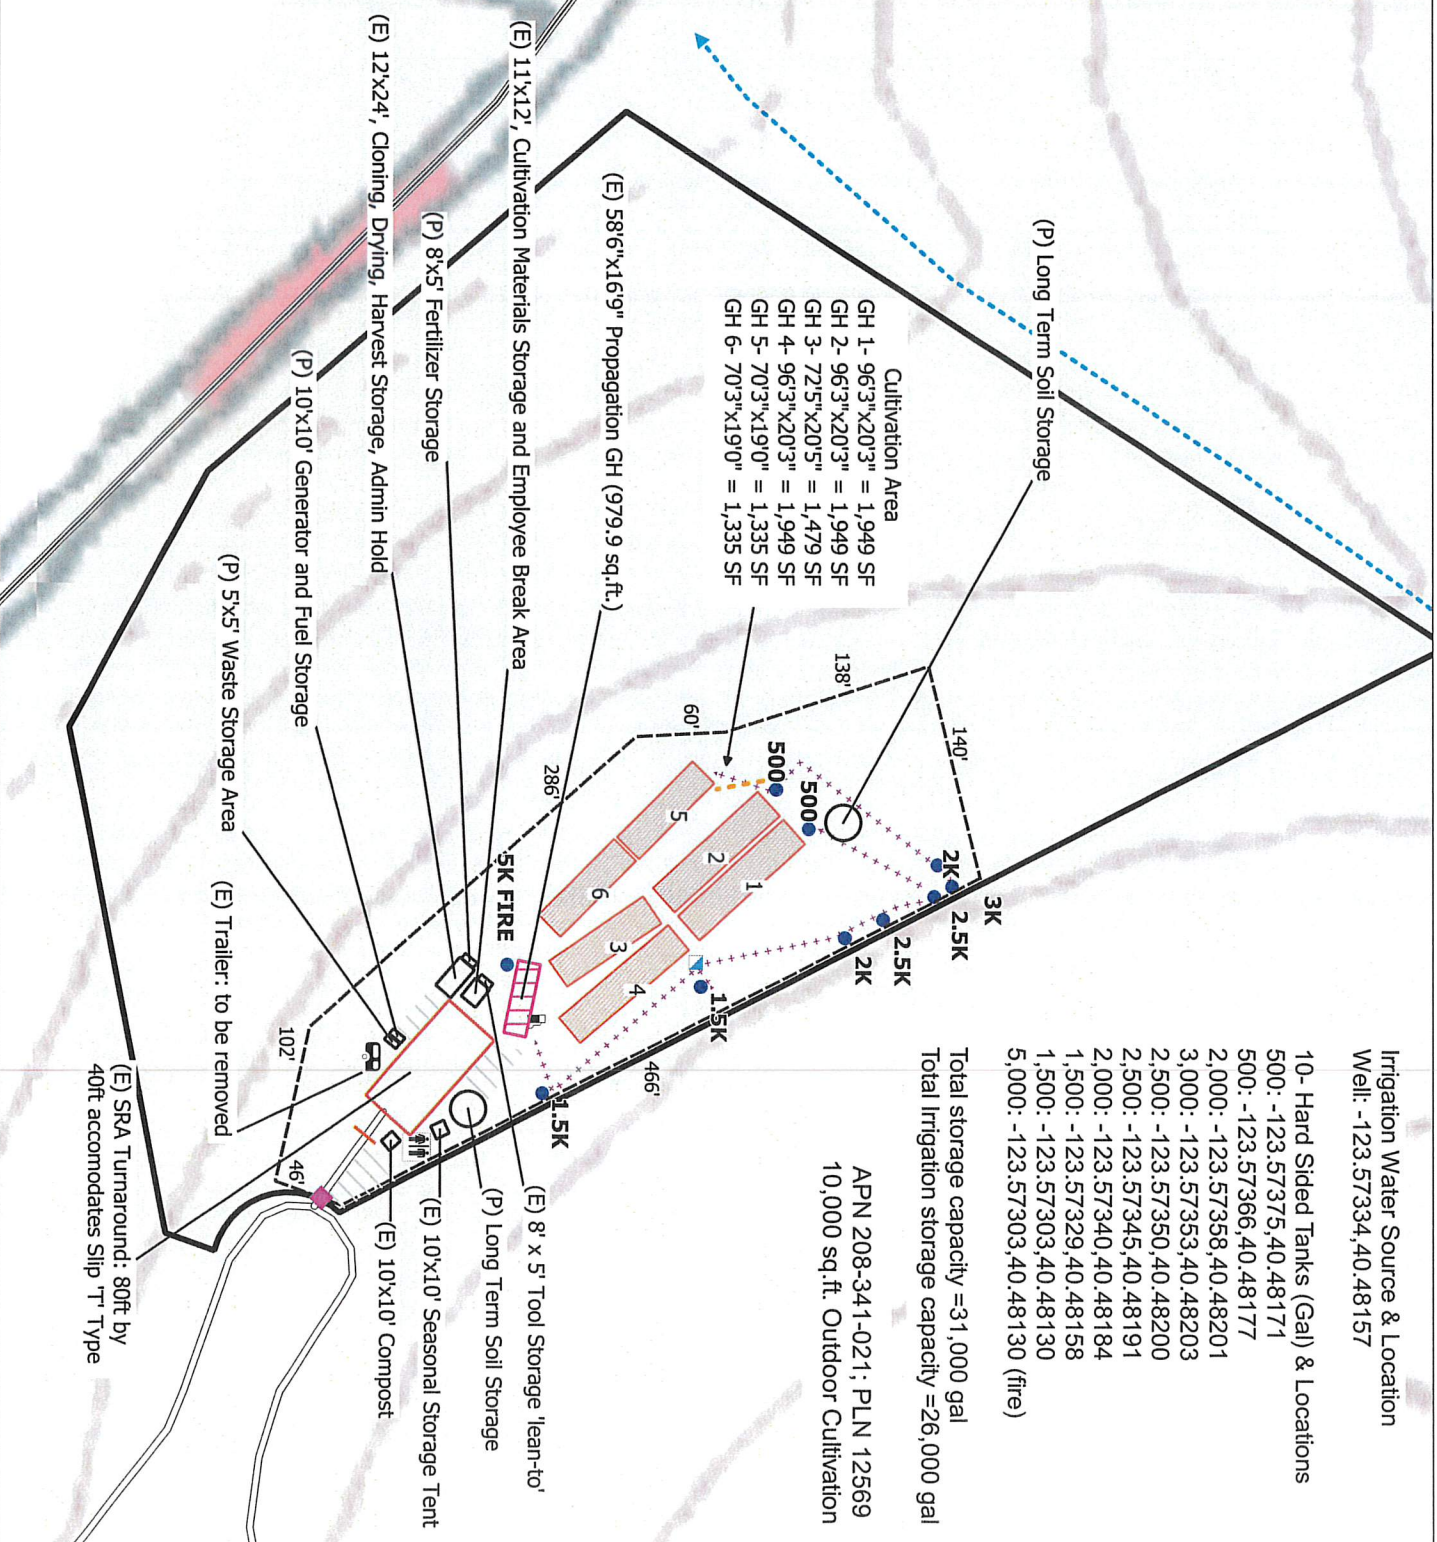 Irrigation Water Source & Location
Well: -123.57334,40.48157
10- Hard Sided Tanks (Gal) & Locations
500: -123.57375,40.48171
500: -123.57366,40.48177
2,000: -123.57358,40.48201
3,000: -123.57353,40.48203
2,500: -123.57350,40.48200
2,500: -123.57345,40.48191
2,000: -123.57340,40.48184
1,500: -123.57329,40.48158
1,500: -123.57303,40.48130
5,000: -123.57303,40.48130 (fire)
Total storage capacity =31,000 gal
Total Irrigation storage capacity =26,000 gal
APN 208-341-021; PLN 12569
10,000 sq.ft. Outdoor Cultivation
(P) Long Term Soil Storage
Cultivation Area
GH 1- 96'3"x20'3" = 1,949 SF
GH 2- 96'3"x20'3" = 1,949 SF
GH 3- 72'5"x20'5" = 1,479 SF
GH 4- 96'3"x20'3" = 1,949 SF
GH 5- 70'3"x19'0" = 1,335 SF
GH 6- 70'3"x19'0" = 1,335 SF
(E) 58'6"x16'9" Propagation GH (979.9 sq.ft.)
(E) 11'x12', Cultivation Materials Storage and Employee Break Area
(P) 8'x5' Fertilizer Storage
(E) 12'x24', Cloning, Drying, Harvest Storage, Admin Hold
(P) 10'x10' Generator and Fuel Storage
(P) 5'x5' Waste Storage Area
(E) Trailer: to be removed
138'
140'
60'
286'
102'
46'
466'
500
500
2K
3K
2.5K
2.5K
2K
1.5K
1.5K
5K FIRE
1
2
3
4
5
6
(E) 8' x 5' Tool Storage 'lean-to'
(P) Long Term Soil Storage
(E) 10'x10' Seasonal Storage Tent
(E) 10'x10' Compost
(E) SRA Turnaround: 80ft by
40ft accomodates Slip 'T' Type